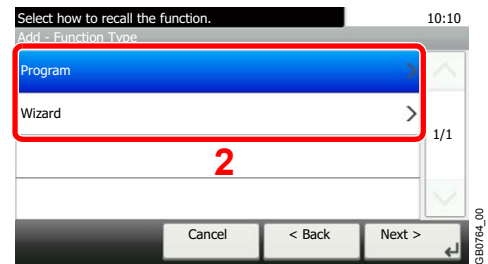 Select how to recall the function. 10:10
Add - Function Type
Program
Wizard
1/1
2
Cancel < Back Next >
GB0764_00